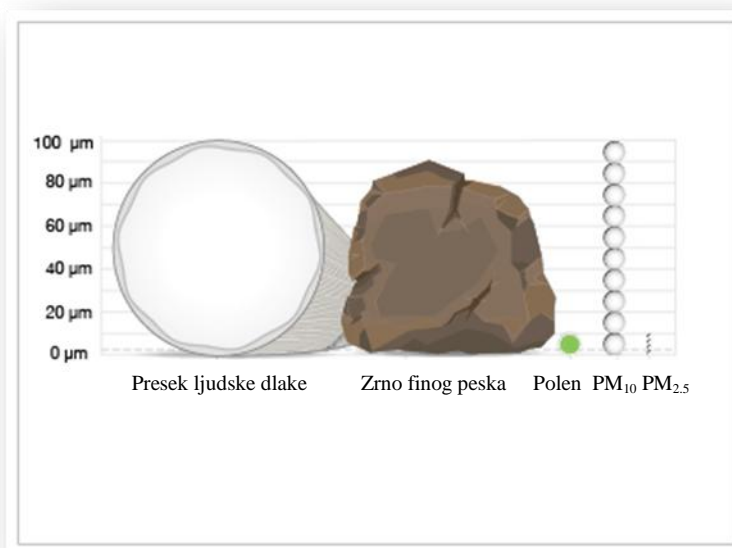 100 µm
80 µm
60 µm
40 µm
20 µm
0 µm
Presek ljudske dlake Zrno finog peska Polen PM10 PM2.5